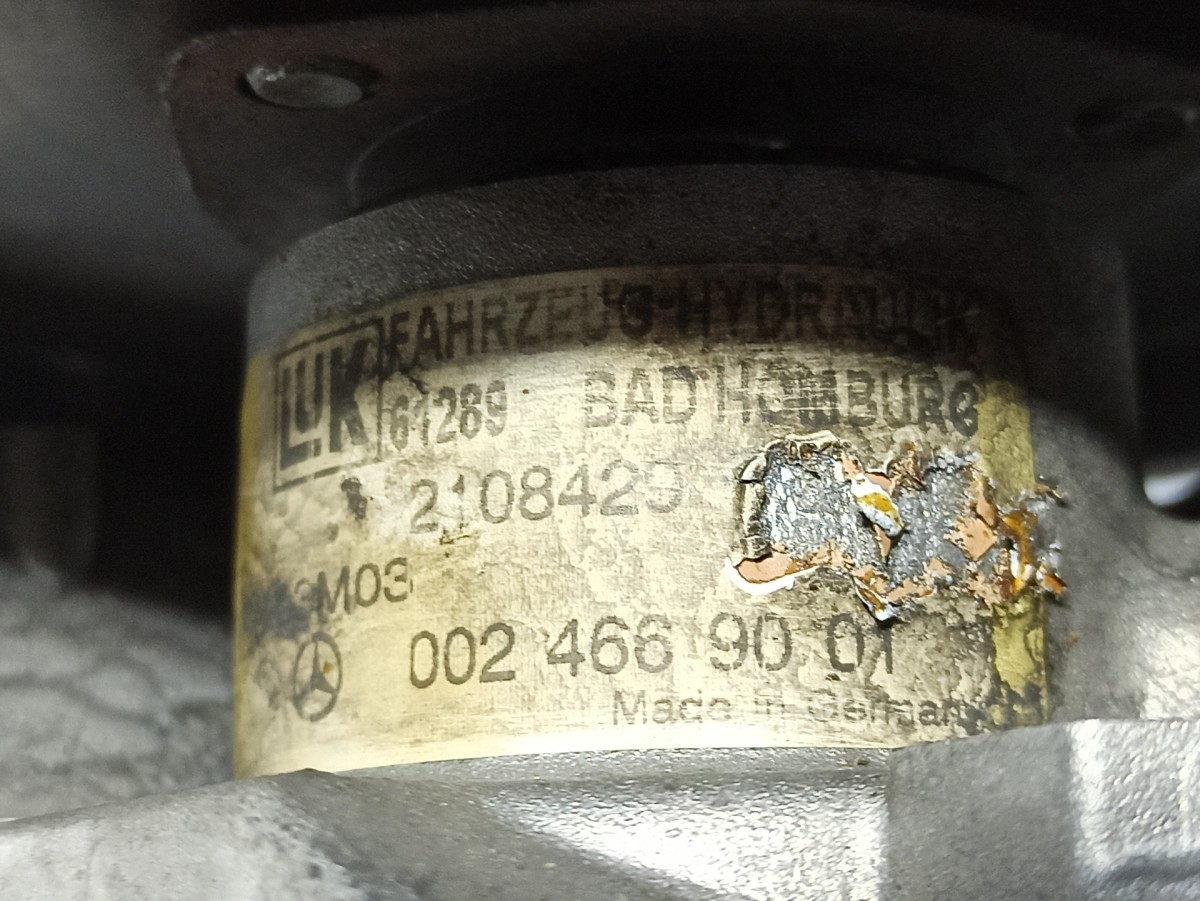 LuK FAHRZEUG-HYDRAULIK
61289 BAD HOMBURG
2108425
M03
002 466 90 01
Made in Germany